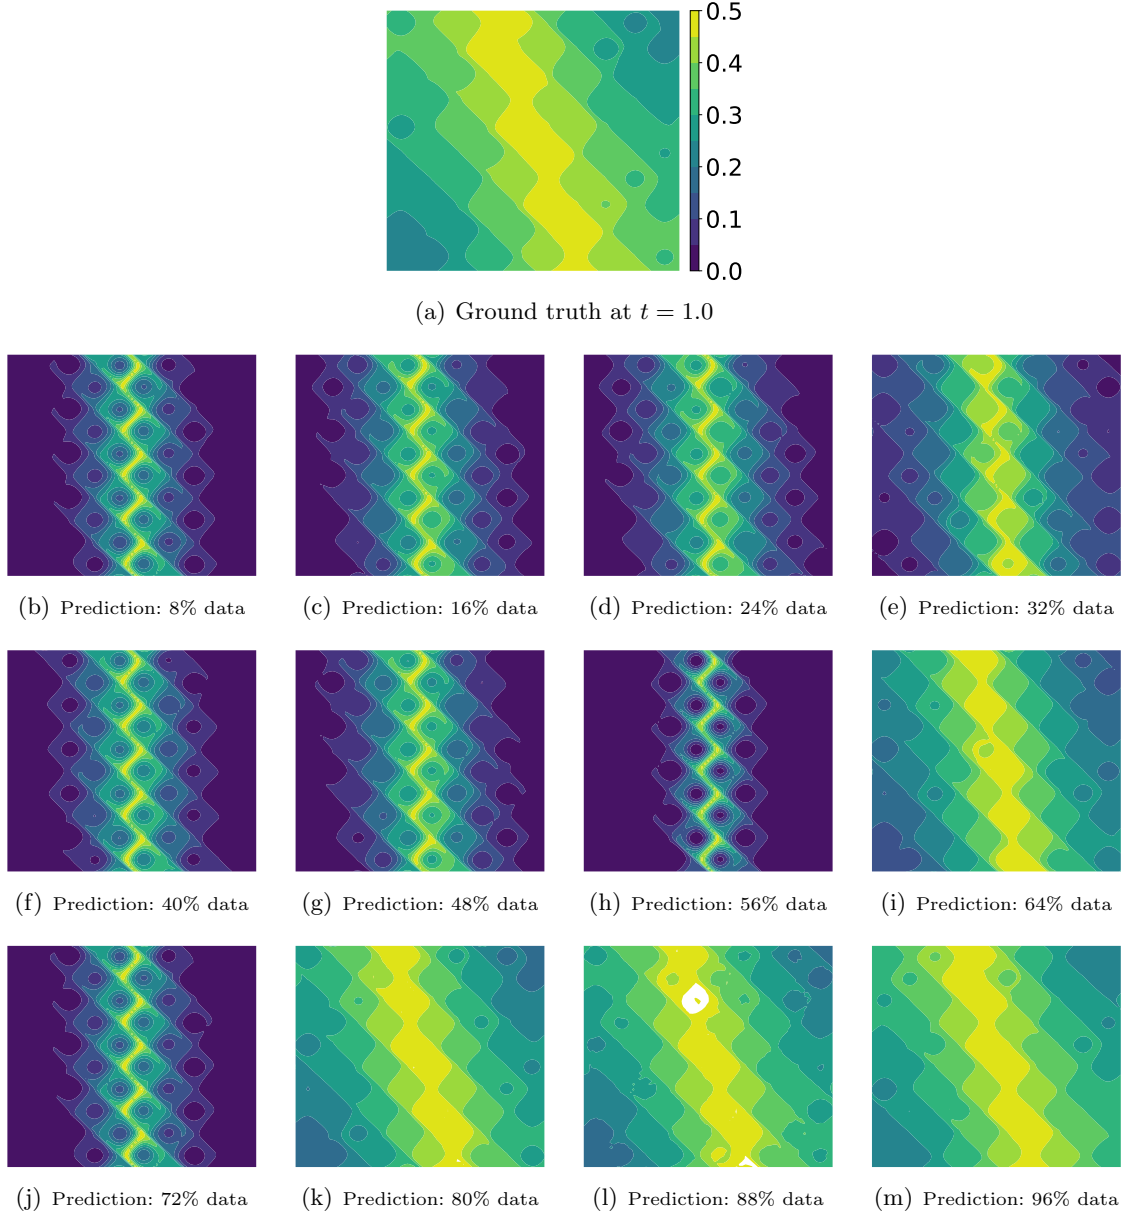 0.5
0.4
0.3
0.2
0.1
0.0
(a) Ground truth at t = 1.0
(b) Prediction: 8% data
(c) Prediction: 16% data
(d) Prediction: 24% data
(e) Prediction: 32% data
(f) Prediction: 40% data
(g) Prediction: 48% data
(h) Prediction: 56% data
(i) Prediction: 64% data
(j) Prediction: 72% data
(k) Prediction: 80% data
(l) Prediction: 88% data
(m) Prediction: 96% data